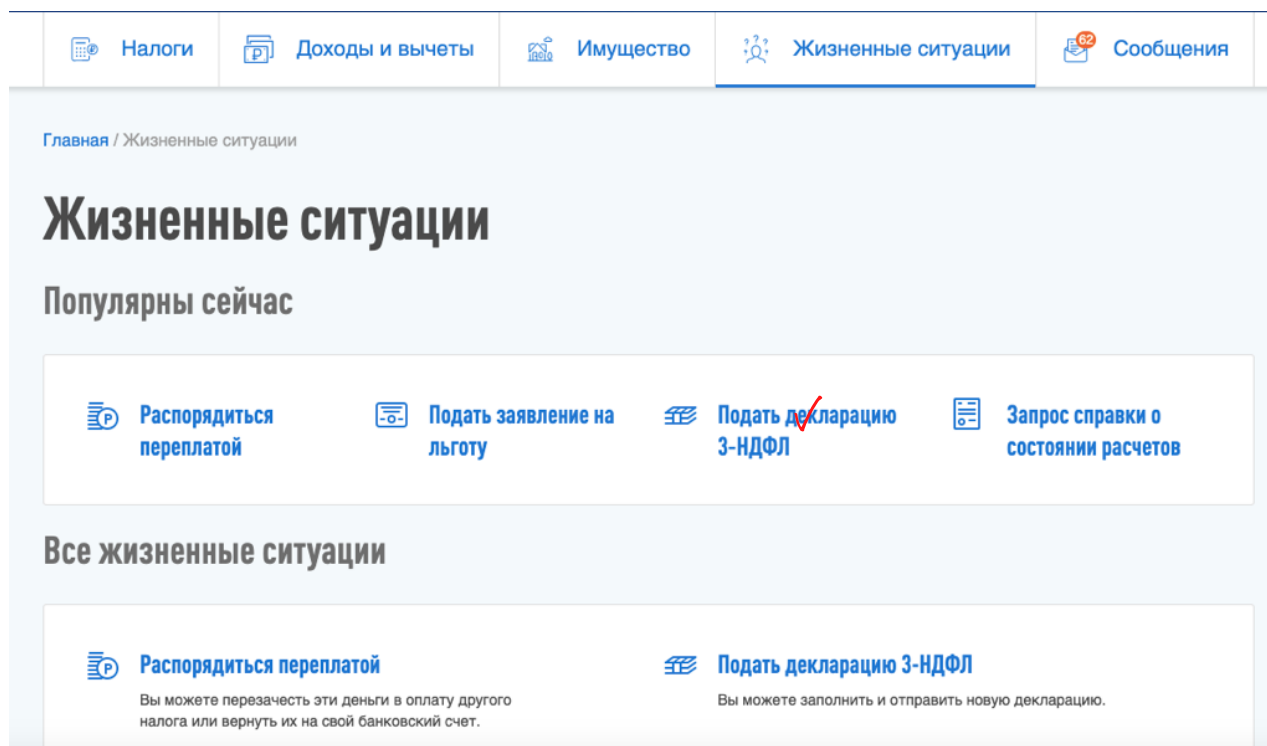 Налоги
Доходы и вычеты
Имущество
Жизненные ситуации
62
Сообщения
Главная / Жизненные ситуации
Жизненные ситуации
Популярны сейчас
Распорядиться
переплатой
Подать заявление на
льготу
Подать декларацию
3-НДФЛ
Запрос справки о
состоянии расчетов
Все жизненные ситуации
Распорядиться переплатой
Вы можете перезачесть эти деньги в оплату другого
налога или вернуть их на свой банковский счет.
Подать декларацию 3-НДФЛ
Вы можете заполнить и отправить новую декларацию.